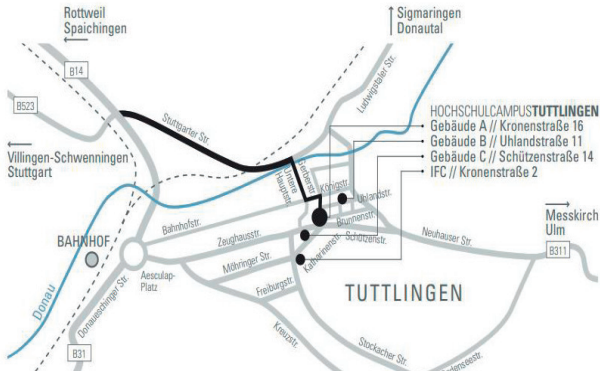 Rottweil
Spaichingen
Sigmaringen
Donautal
B14
B523
Stuttgarter Str.
Ludwigstaler Str.
HOCHSCHULCAMPUSTUTTLINGEN
Gebäude A // Kronenstraße 16
Gebäude B // Uhlandstraße 11
Gebäude C // Schützenstraße 14
IFC // Kronenstraße 2
Villingen-Schwenningen
Stuttgart
Untere
Hauptstr.
Gerberstr.
Königstr.
Uhlandstr.
Bahnhofstr.
Brunnenstr.
Schützenstr.
Neuhauser Str.
Messkirch
Ulm
B311
BAHNHOF
Zeughausstr.
Möhringer Str.
Katharinenstr.
Aesculap-
Platz
Freiburgstr.
TUTTLINGEN
Donau
Donaueschinger Str.
B31
Kreuzstr.
Stockacher Str.